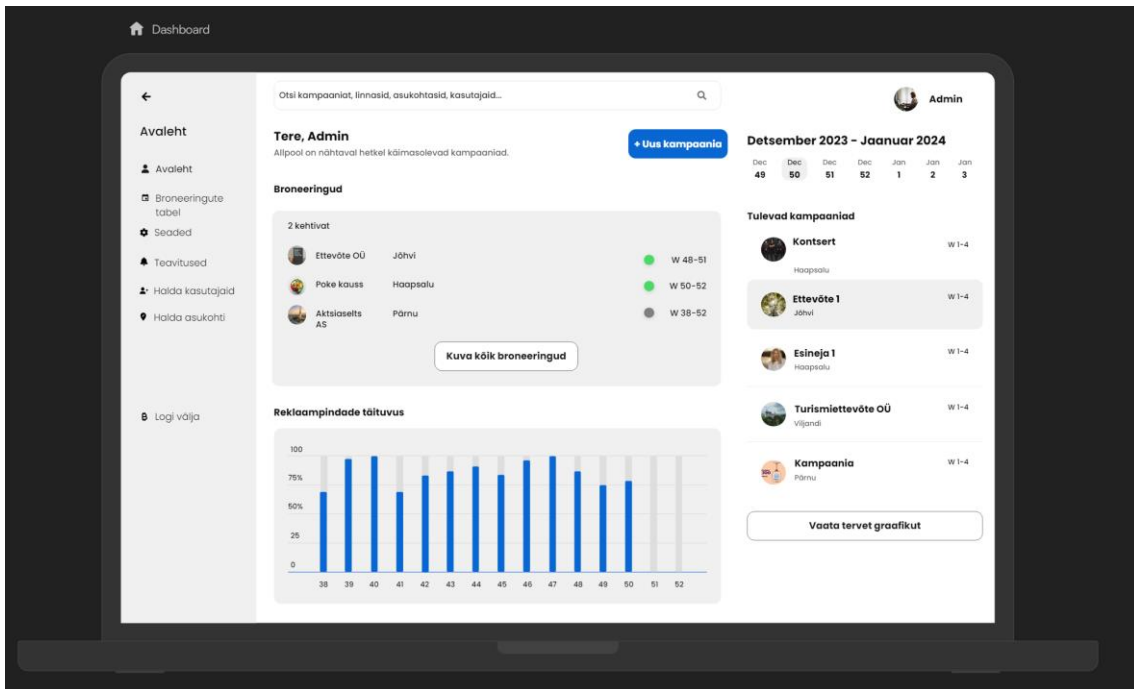 Dashboard
Avaleht
Avaleht
Broneeringute
tabel
Seaded
Teavitused
Halda kasutajaid
Halda asukohti
Logi välja
Otsi kampaaniat, linnasid, asukohtasid, kasutajaid...
Tere, Admin
Allpool on nähtaval hetkel käimasolevad kampaaniad.
+ Uus kampaania
Broneeringud
2 kehtivat
Ettevõte OÜ Jõhvi W 48-51
Poke kauss Haapsalu W 50-52
Aktsiaselts Pärnu W 38-52
AS
Kuva kõik broneeringud
Reklaampindade täituvus
100
75%
50%
25
0
38 39 40 41 42 43 44 45 46 47 48 49 50 51 52
Admin
Detsember 2023 - Jaanuar 2024
Dec Dec Dec Dec Jan Jan Jan
49 50 51 52 1 2 3
Tulevad kampaaniad
Kontsert W 1-4
Haapsalu
Ettevõte 1 W 1-4
Jõhvi
Esineja 1 W 1-4
Haapsalu
Turismiettevõte OÜ W 1-4
Viljandi
Kampaania W 1-4
Pärnu
Vaata tervet graafikut